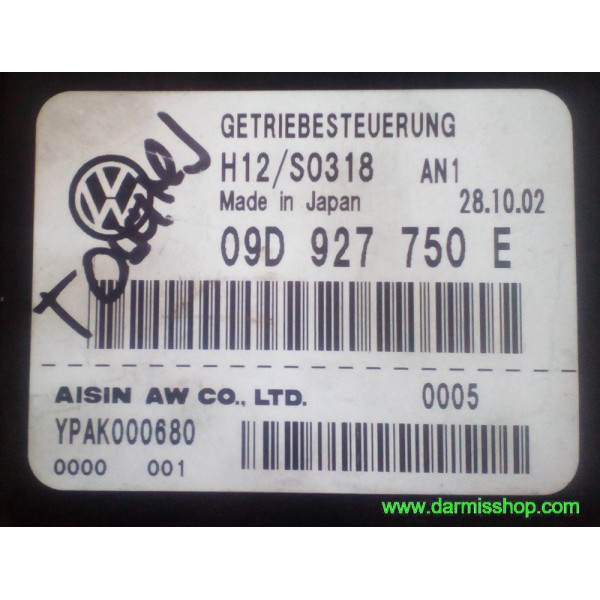 GETRIEBESTEUERUNG
H12/S0318 AN1
Made in Japan 28.10.02
09D 927 750 E
AISIN AW CO., LTD. 0005
YPAK000680
0000 001
www.darmisshop.com